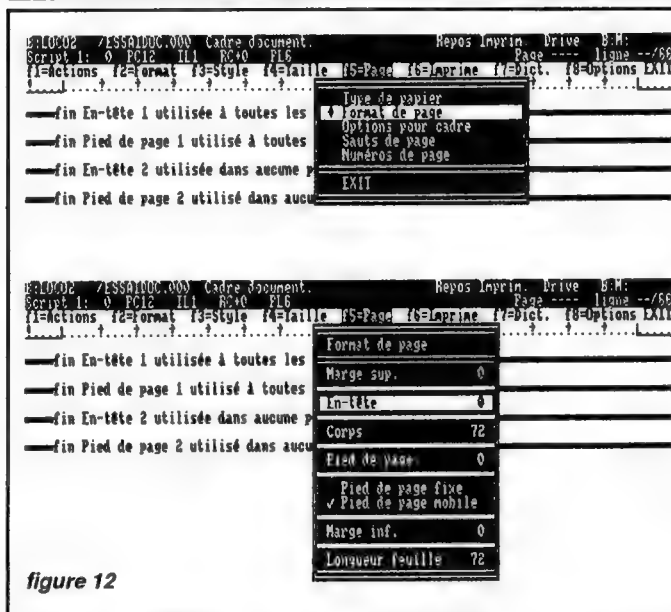 B:LOCO2 /ESSAIDOC.000 Cadre document. Repos Imprim. Drive B:M:
Script 1: 0 PC12 IL1 RC+0 PL6 Page ---- ligne --/66
f1=Actions f2=Format f3=Style f4=Taille f5=Page f6=Imprime f7=Dict. f8=Options EXIT
fin En-tête 1 utilisée à toutes les
fin Pied de page 1 utilisé à toutes
fin En-tête 2 utilisée dans aucune p
fin Pied de page 2 utilisé dans aucu
Type de papier
Format de page
Options pour cadre
Sauts de page
Numéros de page
EXIT
B:LOCO2 /ESSAIDOC.000 Cadre document. Repos Imprim. Drive B:M:
Script 1: 0 PC12 IL1 RC+0 PL6 Page ---- ligne --/66
f1=Actions f2=Format f3=Style f4=Taille f5=Page f6=Imprime f7=Dict. f8=Options EXIT
fin En-tête 1 utilisée à toutes les
fin Pied de page 1 utilisé à toutes
fin En-tête 2 utilisée dans aucune p
fin Pied de page 2 utilisé dans aucu
Format de page
Marge sup. 0
En-tête 0
Corps 72
Pied de page 0
Pied de page fixe
✓ Pied de page mobile
Marge inf. 0
Longueur feuille 72
figure 12